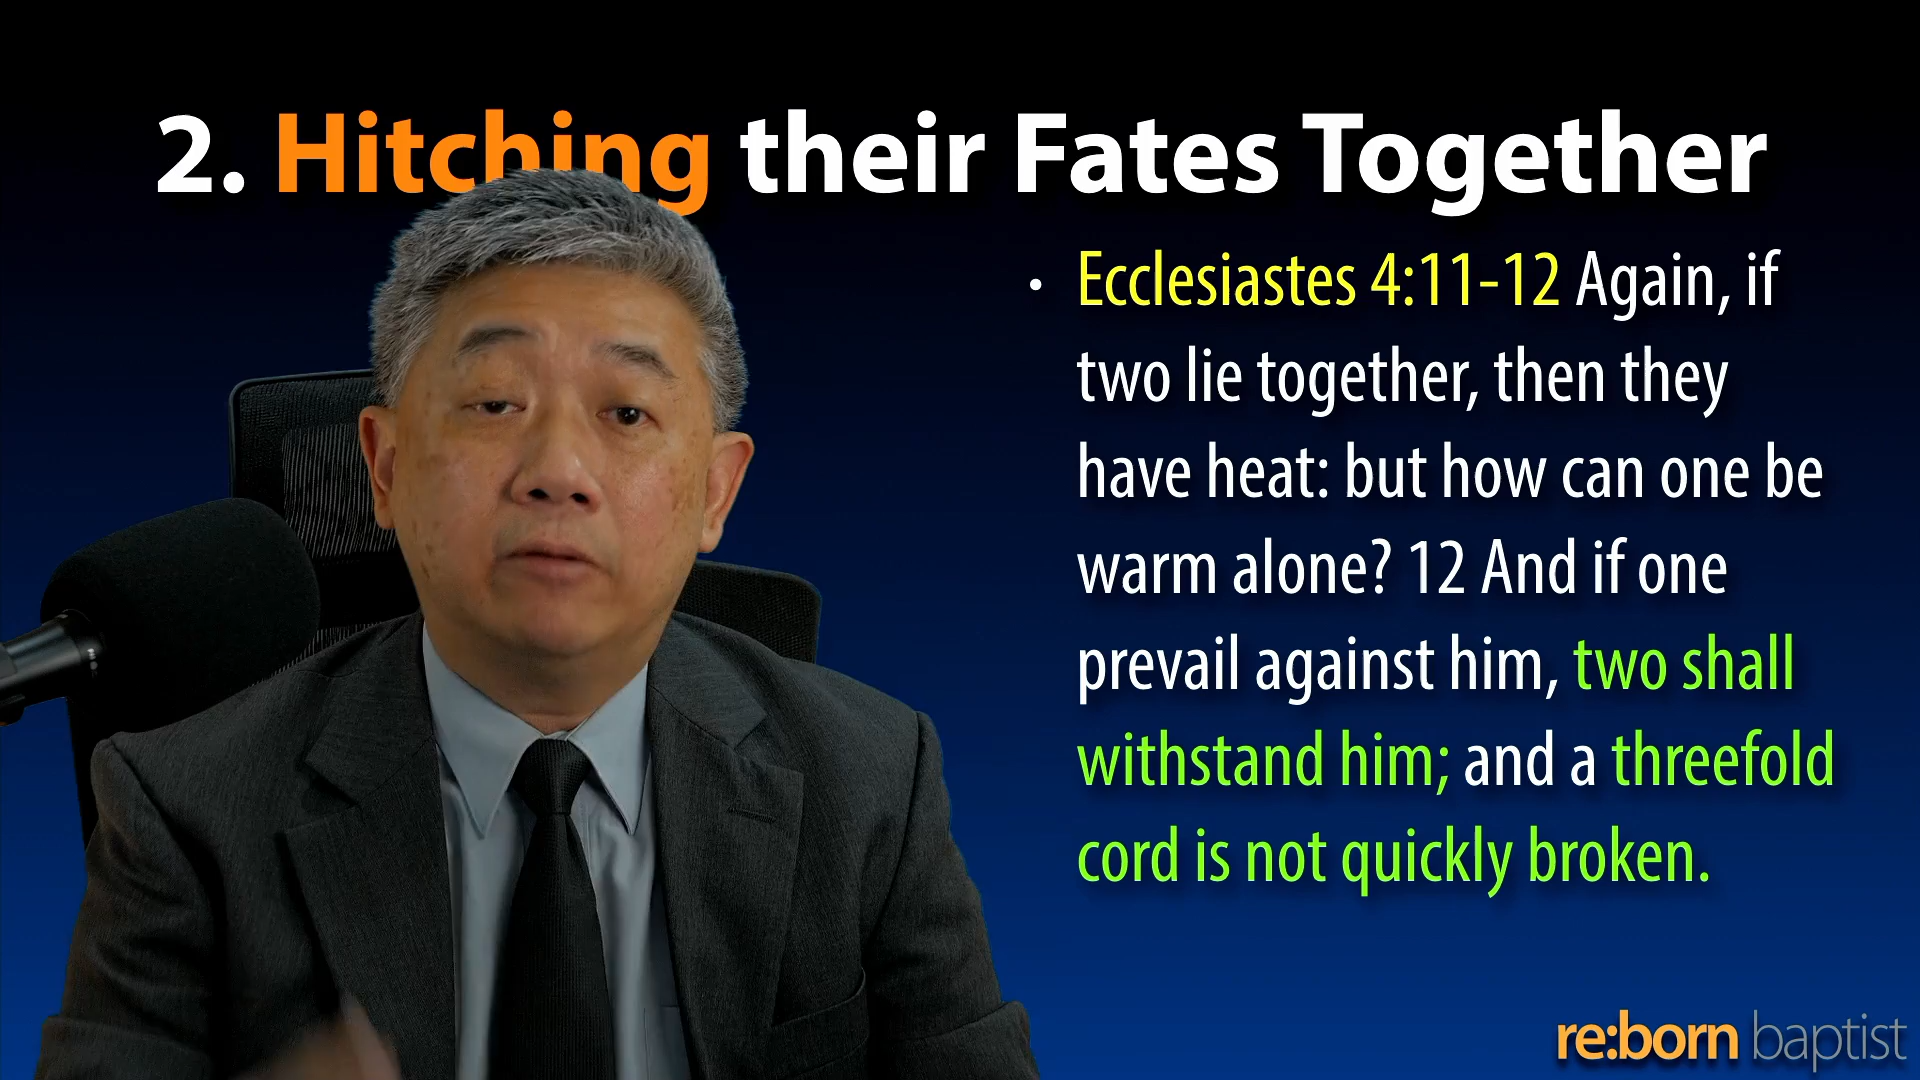 2. Hitching their Fates Together
• Ecclesiastes 4:11-12 Again, if
two lie together, then they
have heat: but how can one be
warm alone? 12 And if one
prevail against him, two shall
withstand him; and a threefold
cord is not quickly broken.
re:born baptist